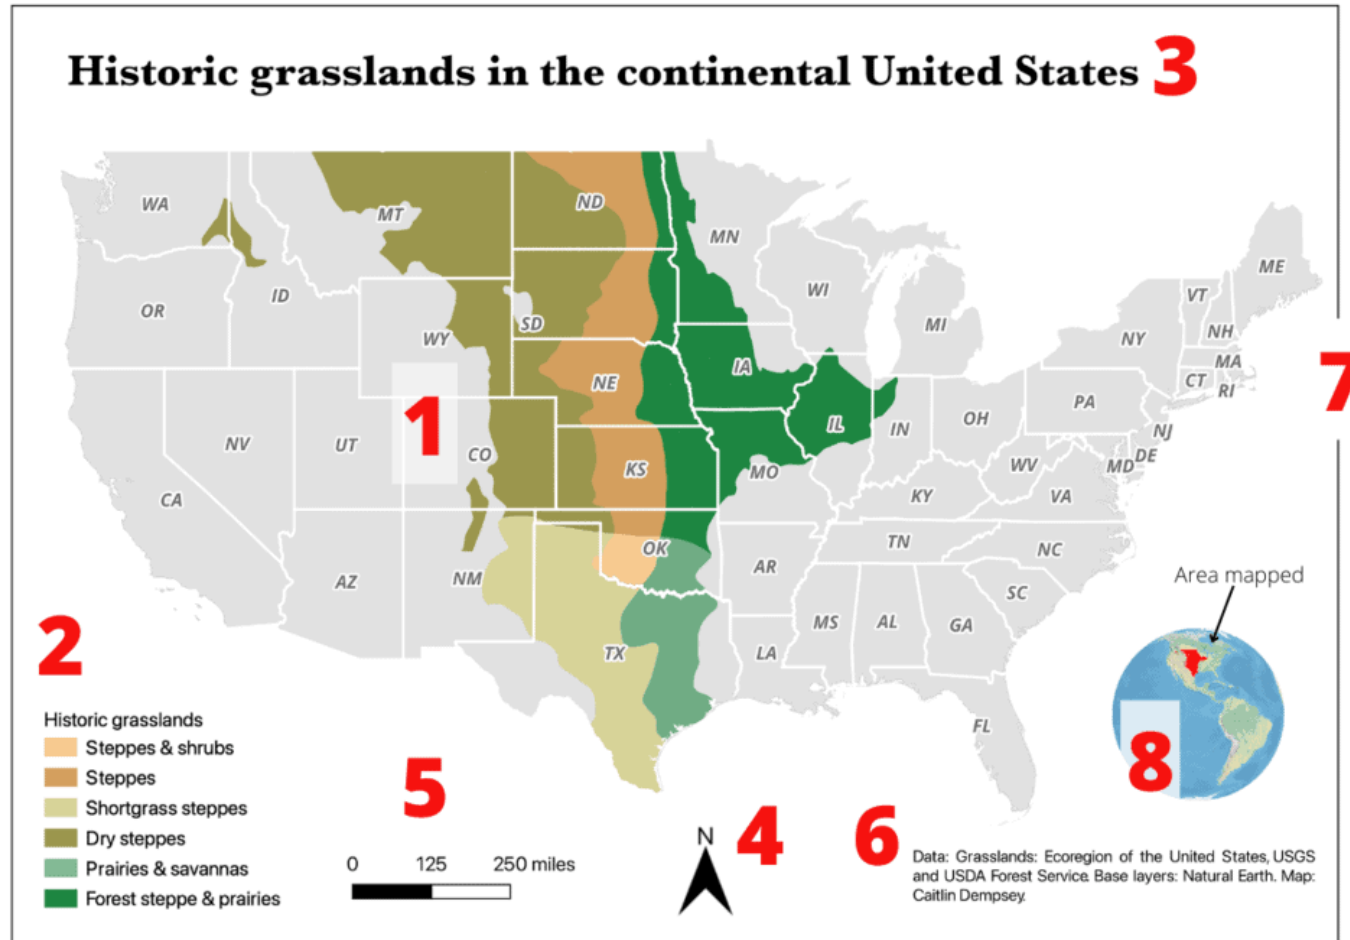 Historic grasslands in the continental United States 3
WA
MT
ND
MN
ME
OR
ID
SD
WI
VT
WY
MI
NY
NH
MA
IA
CT
RI
7
NE
PA
1
NV
UT
CO
KS
IL
IN
OH
NJ
MO
WV
MD
DE
CA
KY
VA
OK
TN
NC
AZ
NM
AR
Area mapped
SC
2
TX
MS
AL
GA
LA
FL
Historic grasslands
Steppes & shrubs
Steppes
Shortgrass steppes
Dry steppes
Prairies & savannas
Forest steppe & prairies
5
0 125 250 miles
N
4
6
8
Data: Grasslands: Ecoregion of the United States, USGS
and USDA Forest Service. Base layers: Natural Earth. Map:
Caitlin Dempsey.